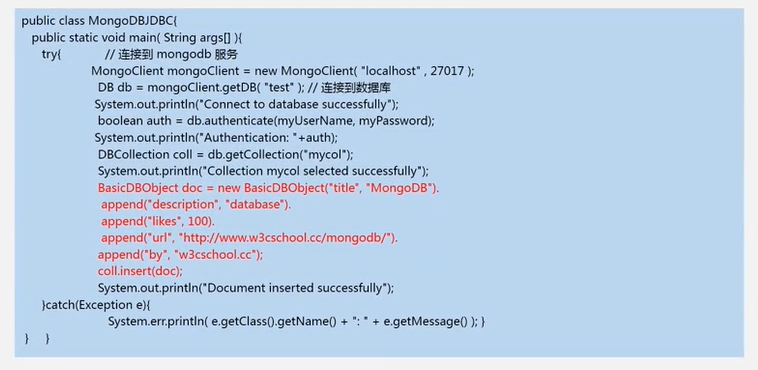 public class MongoDBJDBC{
public static void main( String args[] ){
try{ // 连接到 mongodb 服务
MongoClient mongoClient = new MongoClient( "localhost" , 27017 );
DB db = mongoClient.getDB( "test" ); // 连接到数据库
System.out.println("Connect to database successfully");
boolean auth = db.authenticate(myUserName, myPassword);
System.out.println("Authentication: "+auth);
DBCollection coll = db.getCollection("mycol");
System.out.println("Collection mycol selected successfully");
BasicDBObject doc = new BasicDBObject("title", "MongoDB").
append("description", "database").
append("likes", 100).
append("url", "http://www.w3cschool.cc/mongodb/").
append("by", "w3cschool.cc");
coll.insert(doc);
System.out.println("Document inserted successfully");
}catch(Exception e){
System.err.println( e.getClass().getName() + ": " + e.getMessage() ); }
} }